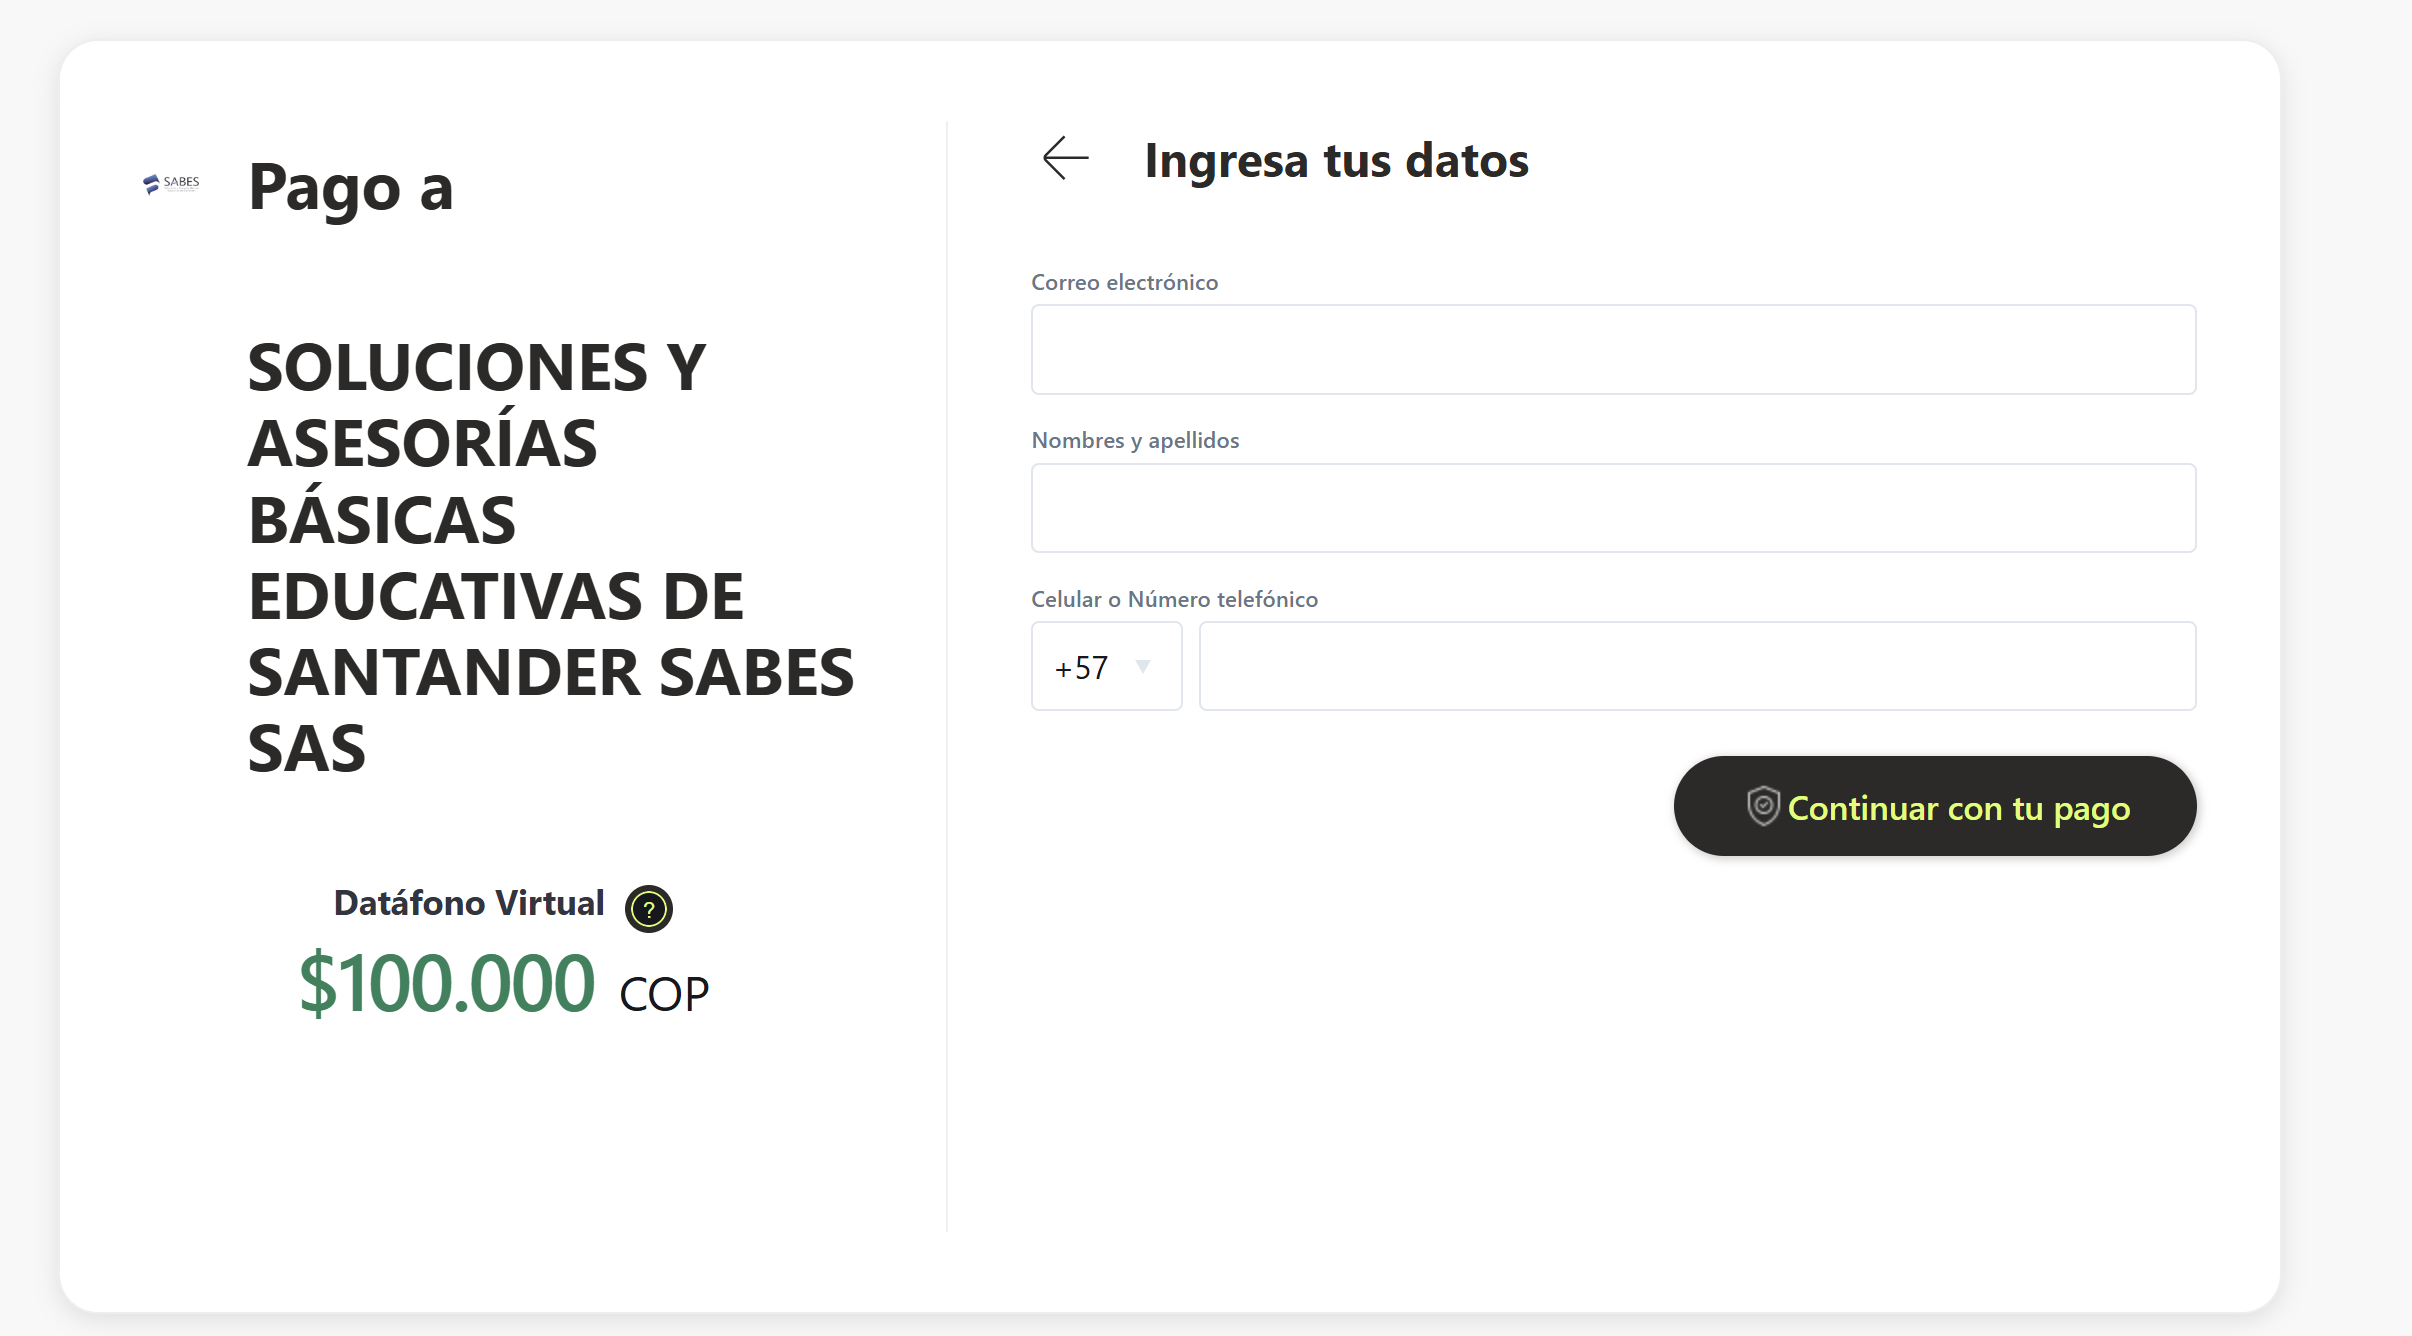 SABES
Pago a
SOLUCIONES Y
ASESORÍAS
BÁSICAS
EDUCATIVAS DE
SANTANDER SABES
SAS
Datáfono Virtual ?
$100.000 COP
Ingresa tus datos
Correo electrónico
Nombres y apellidos
Celular o Número telefónico
+57
Continuar con tu pago